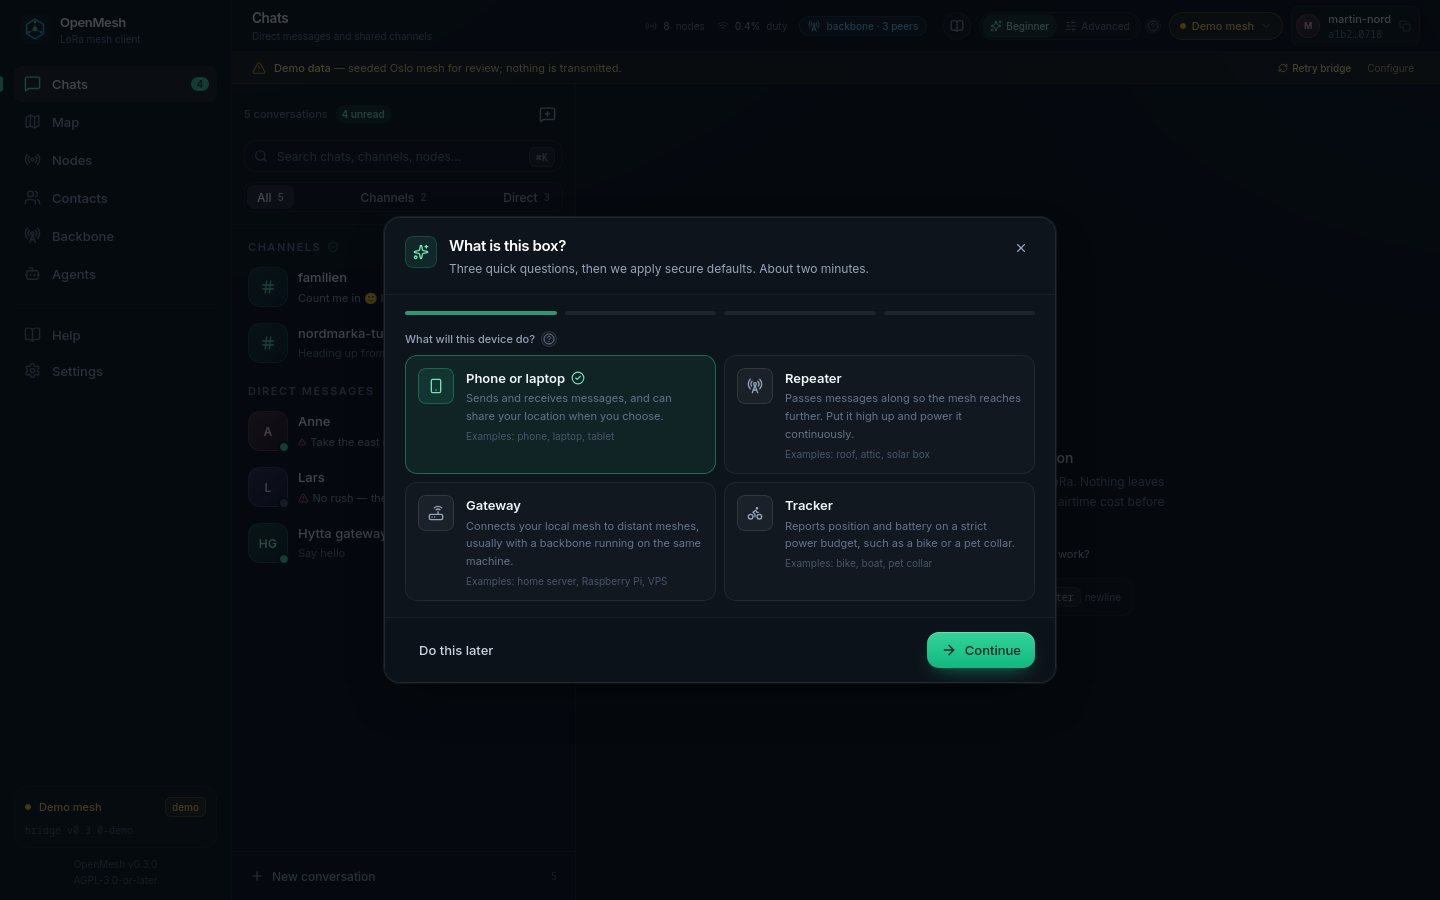 OpenMesh
LoRa mesh client
Chats
4
Map
Nodes
Contacts
Backbone
Agents
Help
Settings
Demo mesh
demo
bridge v0.3.0-demo
OpenMesh v0.3.0
AGPL-3.0-or-later
Chats
Direct messages and shared channels
8 nodes
0.4% duty
backbone · 3 peers
Beginner
Advanced
Demo mesh
M
martin-nord
a1b2…0718
Demo data — seeded Oslo mesh for review; nothing is transmitted.
Retry bridge
Configure
5 conversations
4 unread
Search chats, channels, nodes…
⌘K
All 5
Channels 2
Direct 3
CHANNELS
familien
Count me in 🙂
nordmarka-tu
Heading up from
DIRECT MESSAGES
A
Anne
Take the east
L
Lars
No rush — the
HG
Hytta gateway
Say hello
New conversation
5
What is this box?
Three quick questions, then we apply secure defaults. About two minutes.
What will this device do?
Phone or laptop
Sends and receives messages, and can
share your location when you choose.
Examples: phone, laptop, tablet
Repeater
Passes messages along so the mesh reaches
further. Put it high up and power it
continuously.
Examples: roof, attic, solar box
Gateway
Connects your local mesh to distant meshes,
usually with a backbone running on the same
machine.
Examples: home server, Raspberry Pi, VPS
Tracker
Reports position and battery on a strict
power budget, such as a bike or a pet collar.
Examples: bike, boat, pet collar
Do this later
Continue
on
oRa. Nothing leaves
airtime cost before
work?
ter newline